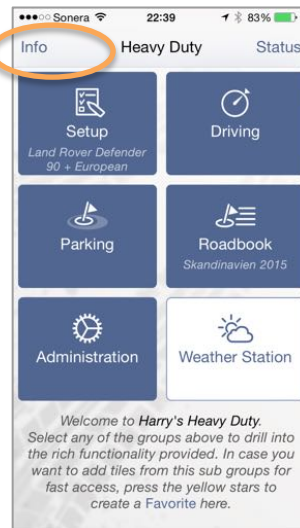 Sonera 22:39 83%
Info Heavy Duty Status
Setup
Land Rover Defender
90 + European
Driving
Parking
Roadbook
Skandinavien 2015
Administration
Weather Station
Welcome to Harry's Heavy Duty.
Select any of the groups above to drill into
the rich functionality provided. In case you
want to add tiles from this sub groups for
fast access, press the yellow stars to
create a Favorite here.